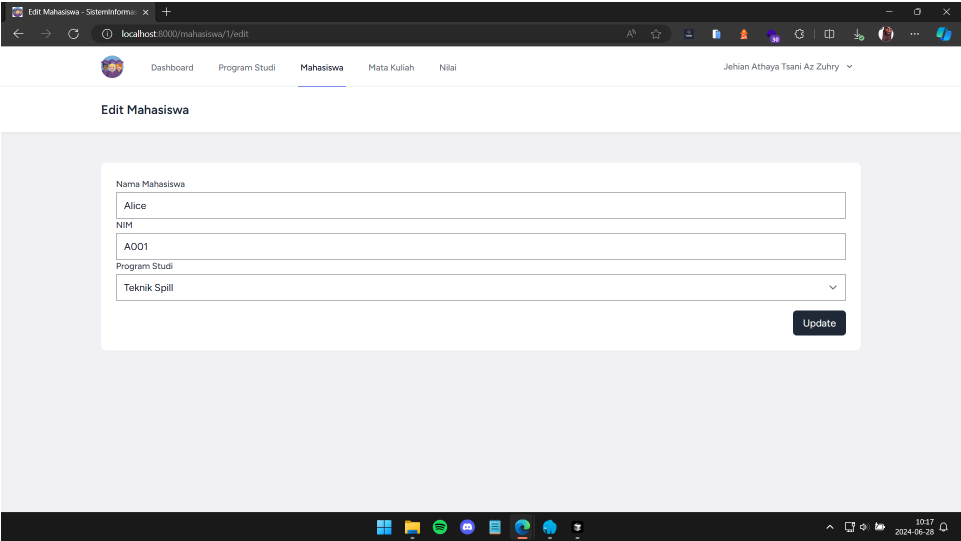 Edit Mahasiswa - SistemInformas
localhost:8000/mahasiswa/1/edit
30
Dashboard Program Studi Mahasiswa Mata Kuliah Nilai Jehian Athaya Tsani Az Zuhry
Edit Mahasiswa
Nama Mahasiswa
Alice
NIM
A001
Program Studi
Teknik Spill
Update
10:17
2024-06-28